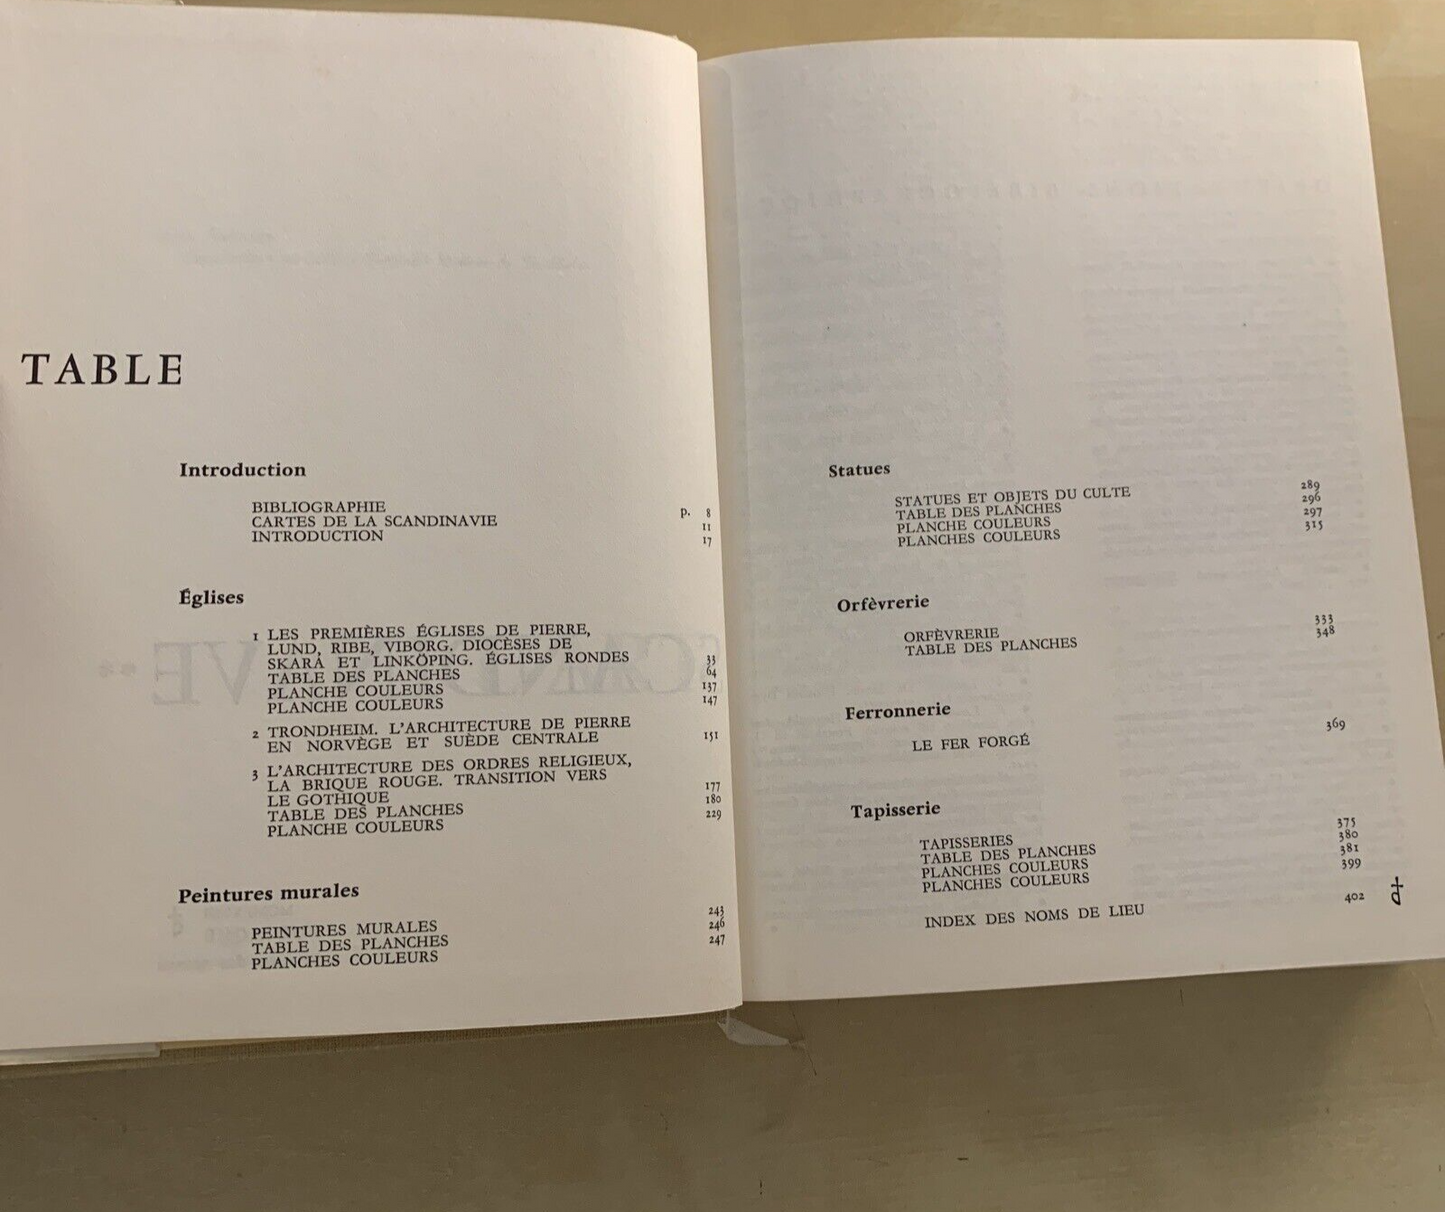 TABLE
Introduction
BIBLIOGRAPHIE p. 8
CARTES DE LA SCANDINAVIE 11
INTRODUCTION 17
Églises
1 LES PREMIÈRES ÉGLISES DE PIERRE,
LUND, RIBE, VIBORG. DIOCÈSES DE
SKARA ET LINKÖPING. ÉGLISES RONDES 33
TABLE DES PLANCHES 64
PLANCHE COULEURS 137
PLANCHE COULEURS 147
2 TRONDHEIM. L'ARCHITECTURE DE PIERRE
EN NORVÈGE ET SUÈDE CENTRALE 151
3 L'ARCHITECTURE DES ORDRES RELIGIEUX,
LA BRIQUE ROUGE. TRANSITION VERS
LE GOTHIQUE 177
TABLE DES PLANCHES 180
PLANCHE COULEURS 229
Peintures murales
PEINTURES MURALES 243
TABLE DES PLANCHES 246
PLANCHES COULEURS 247
Statues
STATUES ET OBJETS DU CULTE 289
TABLE DES PLANCHES 296
PLANCHE COULEURS 297
PLANCHES COULEURS 315
Orfèvrerie
ORFÈVRERIE 333
TABLE DES PLANCHES 348
Ferronnerie
LE FER FORGÉ 369
Tapisserie
TAPISSERIES 375
TABLE DES PLANCHES 380
PLANCHES COULEURS 381
PLANCHES COULEURS 399
INDEX DES NOMS DE LIEU 402